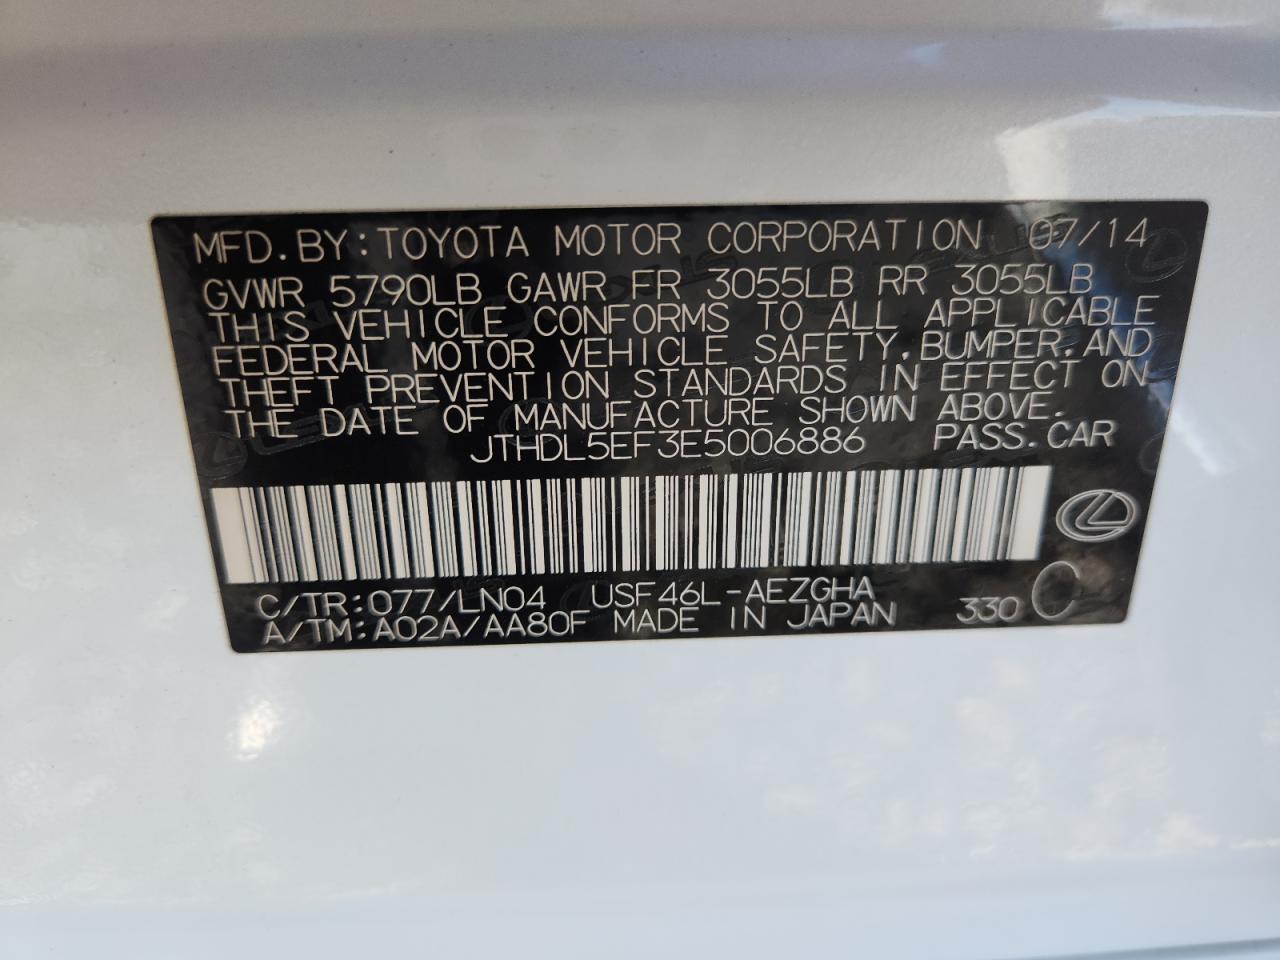 MFD. BY: TOYOTA MOTOR CORPORATION 07/14
GVWR 5790LB GAWR FR 3055LB RR 3055LB
THIS VEHICLE CONFORMS TO ALL APPLICABLE
FEDERAL MOTOR VEHICLE SAFETY, BUMPER, AND
THEFT PREVENTION STANDARDS IN EFFECT ON
THE DATE OF MANUFACTURE SHOWN ABOVE.
JTHDL5EF3E5006886 PASS. CAR
C/TR: 077/LN04 USF46L-AEZGHA
A/TM: A02A/AA80F MADE IN JAPAN 330 C